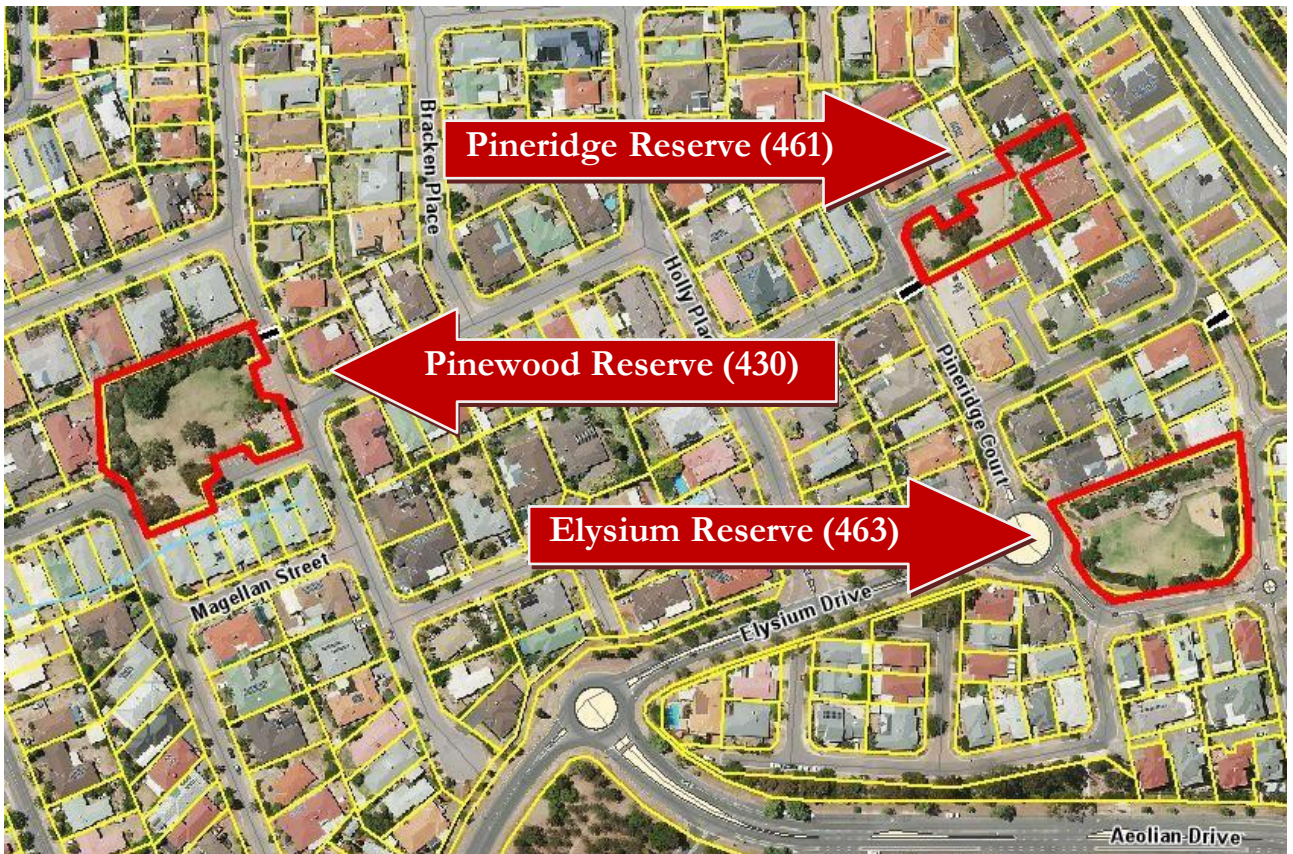 Pineridge Reserve (461)
Bracken Place
Holly Plac
Pinewood Reserve (430)
Pineridge Court
Elysium Reserve (463)
Magellan Street
Elysium Drive
Aeolian Drive